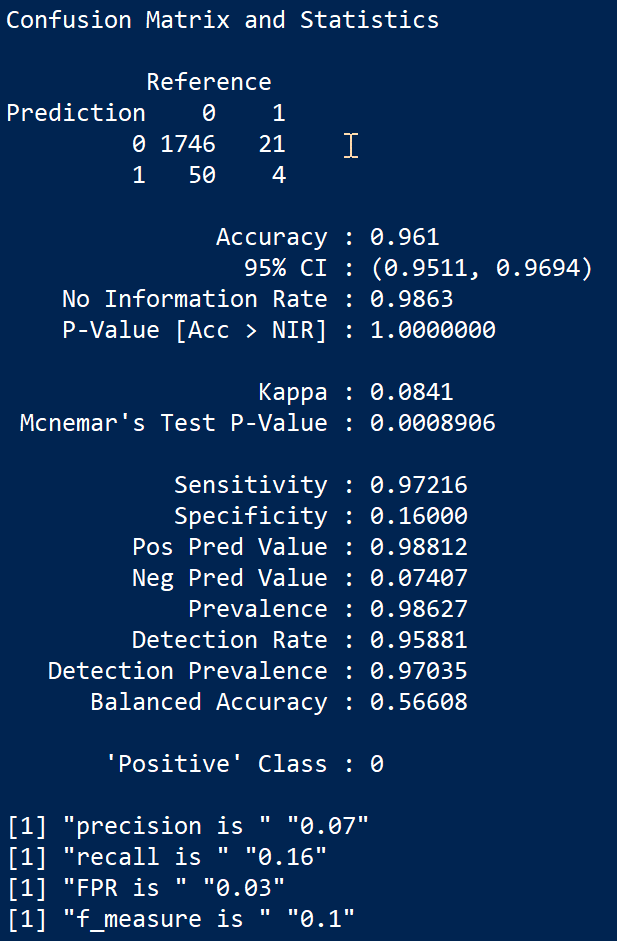 Confusion Matrix and Statistics
Reference
Prediction 0 1
0 1746 21
1 50 4
Accuracy : 0.961
95% CI : (0.9511, 0.9694)
No Information Rate : 0.9863
P-Value [Acc > NIR] : 1.0000000
Kappa : 0.0841
Mcnemar's Test P-Value : 0.0008906
Sensitivity : 0.97216
Specificity : 0.16000
Pos Pred Value : 0.98812
Neg Pred Value : 0.07407
Prevalence : 0.98627
Detection Rate : 0.95881
Detection Prevalence : 0.97035
Balanced Accuracy : 0.56608
'Positive' Class : 0
[1] "precision is " "0.07"
[1] "recall is " "0.16"
[1] "FPR is " "0.03"
[1] "f_measure is " "0.1"